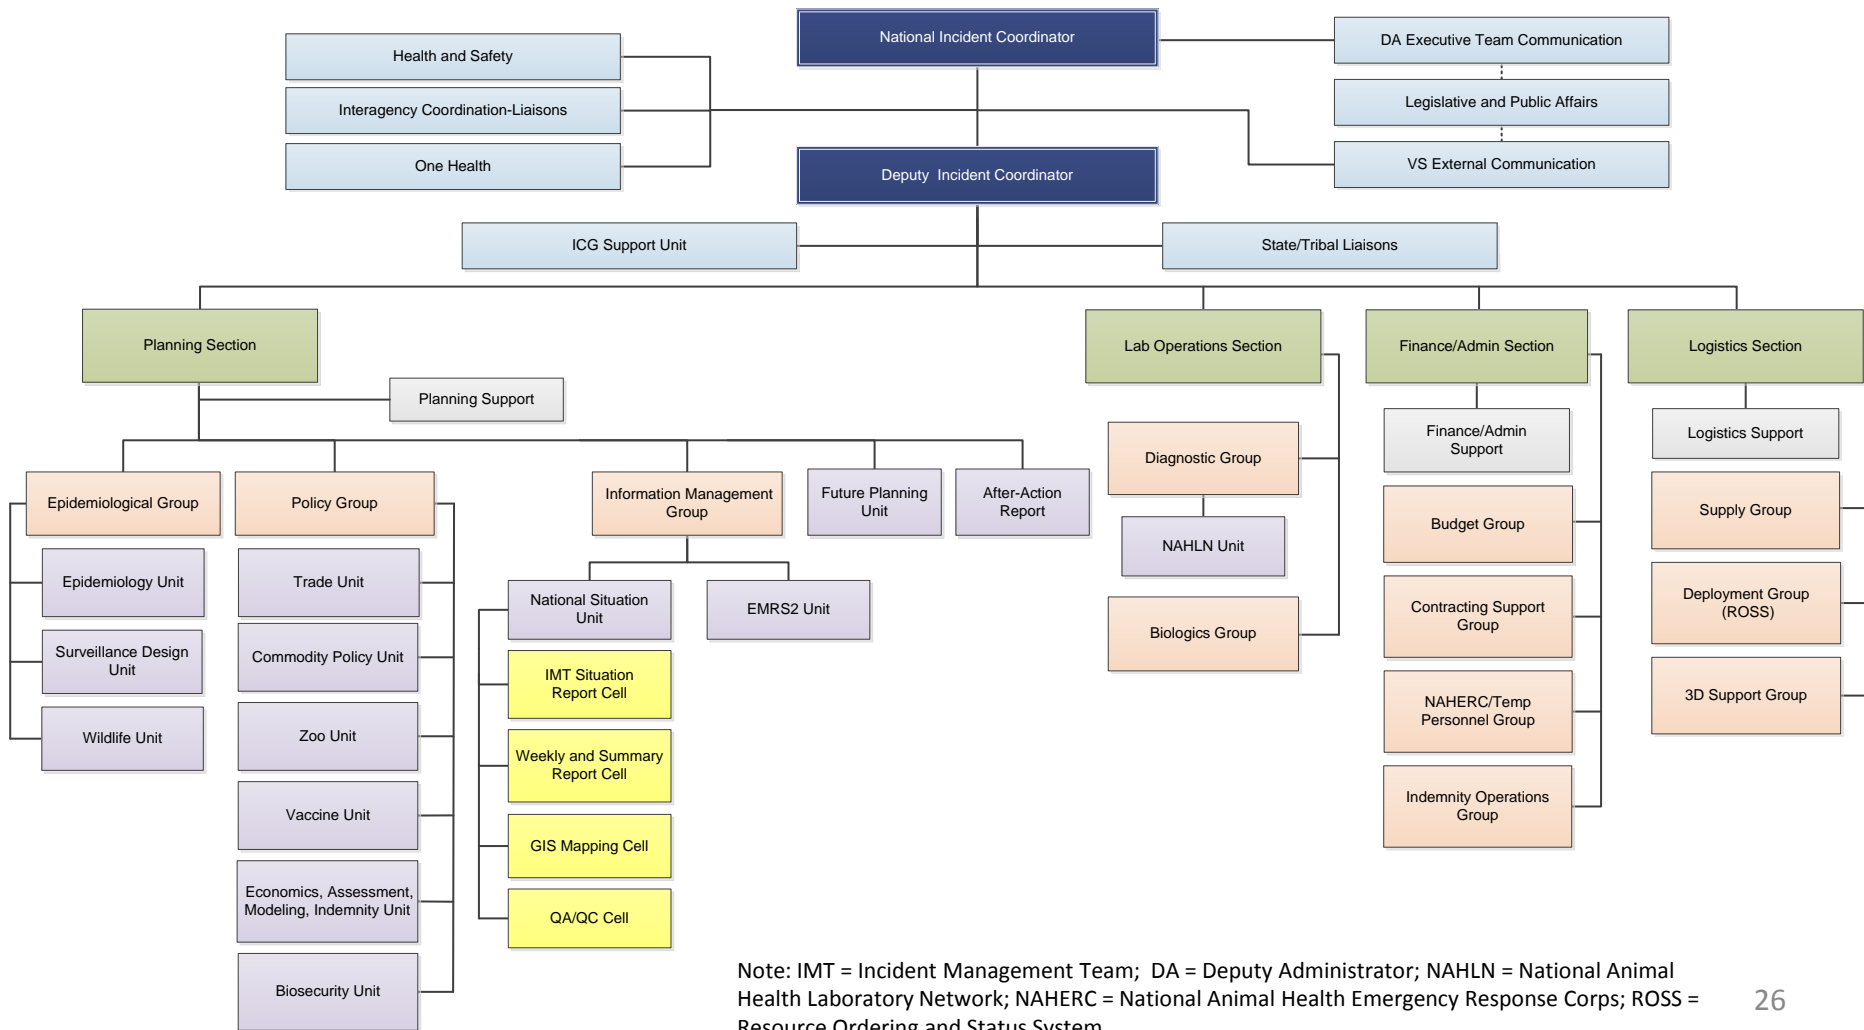 National Incident Coordinator
Health and Safety
Interagency Coordination-Liaisons
One Health
DA Executive Team Communication
Legislative and Public Affairs
VS External Communication
Deputy  Incident Coordinator
ICG Support Unit
State/Tribal Liaisons
Planning Section
Lab Operations Section
Finance/Admin Section
Logistics Section
Planning Support
Epidemiological Group
Epidemiology Unit
Surveillance Design
Unit
Wildlife Unit
Policy Group
Trade Unit
Commodity Policy Unit
Zoo Unit
Vaccine Unit
Economics, Assessment,
Modeling, Indemnity Unit
Biosecurity Unit
Information Management
Group
National Situation
Unit
EMRS2 Unit
IMT Situation
Report Cell
Weekly and Summary
Report Cell
GIS Mapping Cell
QA/QC Cell
Future Planning
Unit
After-Action
Report
Diagnostic Group
NAHLN Unit
Biologics Group
Finance/Admin
Support
Budget Group
Contracting Support
Group
NAHERC/Temp
Personnel Group
Indemnity Operations
Group
Logistics Support
Supply Group
Deployment Group
(ROSS)
3D Support Group
Note: IMT = Incident Management Team;  DA = Deputy Administrator; NAHLN = National Animal
Health Laboratory Network; NAHERC = National Animal Health Emergency Response Corps; ROSS =
Resource Ordering and Status System
26